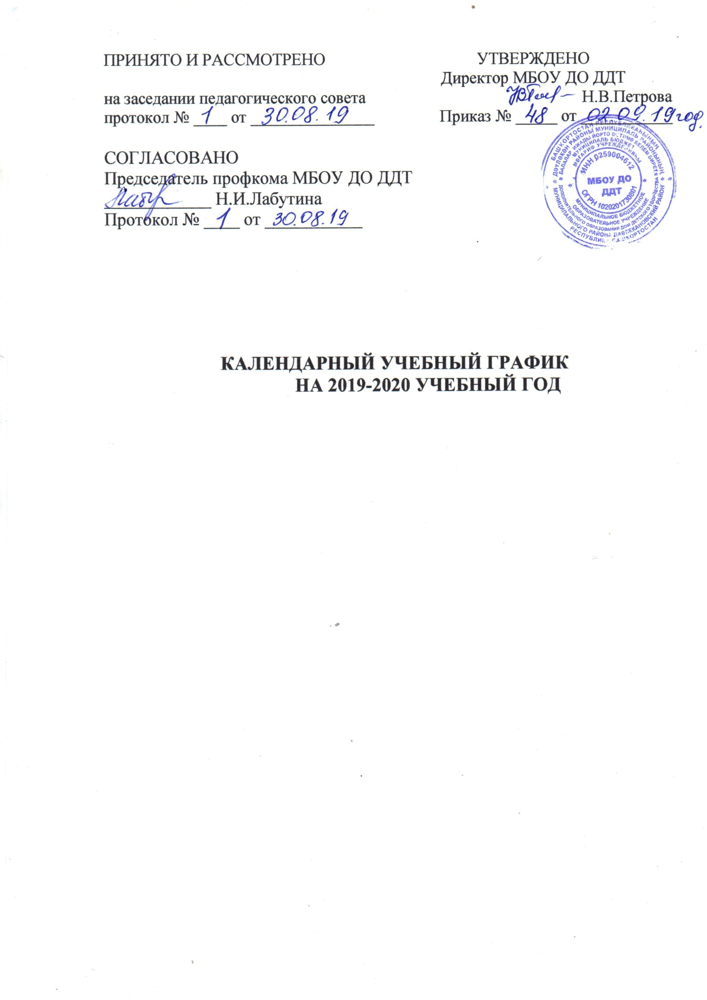 ПРИНЯТО И РАССМОТРЕНО
на заседании педагогического совета
протокол № 1 от 30.08.19
УТВЕРЖДЕНО
Директор МБОУ ДО ДДТ
Н.В.Петрова
Приказ № 48 от 02.09.19год.
СОГЛАСОВАНО
Председатель профкома МБОУ ДО ДДТ
Н.И.Лабутина
Протокол № 1 от 30.08.19
БАШКОРТОСТАН РЕСПУБЛИКАҺЫНЫҢ
ДӘҮЛӘКӘН РАЙОНЫ МУНИЦИПАЛЬ РАЙОНЫНЫҢ
БАЛАЛАР ИЖАДЫ ЙОРТО ӨСТӘМӘ БЕЛЕМ БИРЕҮ
МУНИЦИПАЛЬ БЮДЖЕТ
МӘҒАРИФ УЧРЕЖДЕНИЯҺЫ
ИНН 0259004612
МБОУ ДО
ДДТ
ОГРН 1020201730801
МУНИЦИПАЛЬНОЕ БЮДЖЕТНОЕ
ОБРАЗОВАТЕЛЬНОЕ УЧРЕЖДЕНИЕ
ДОПОЛНИТЕЛЬНОГО ОБРАЗОВАНИЯ ДОМ ДЕТСКОГО ТВОРЧЕСТВА
МУНИЦИПАЛЬНОГО РАЙОНА ДАВЛЕКАНОВСКИЙ РАЙОН
РЕСПУБЛИКА БАШКОРТОСТАН
КАЛЕНДАРНЫЙ УЧЕБНЫЙ ГРАФИК
НА 2019-2020 УЧЕБНЫЙ ГОД